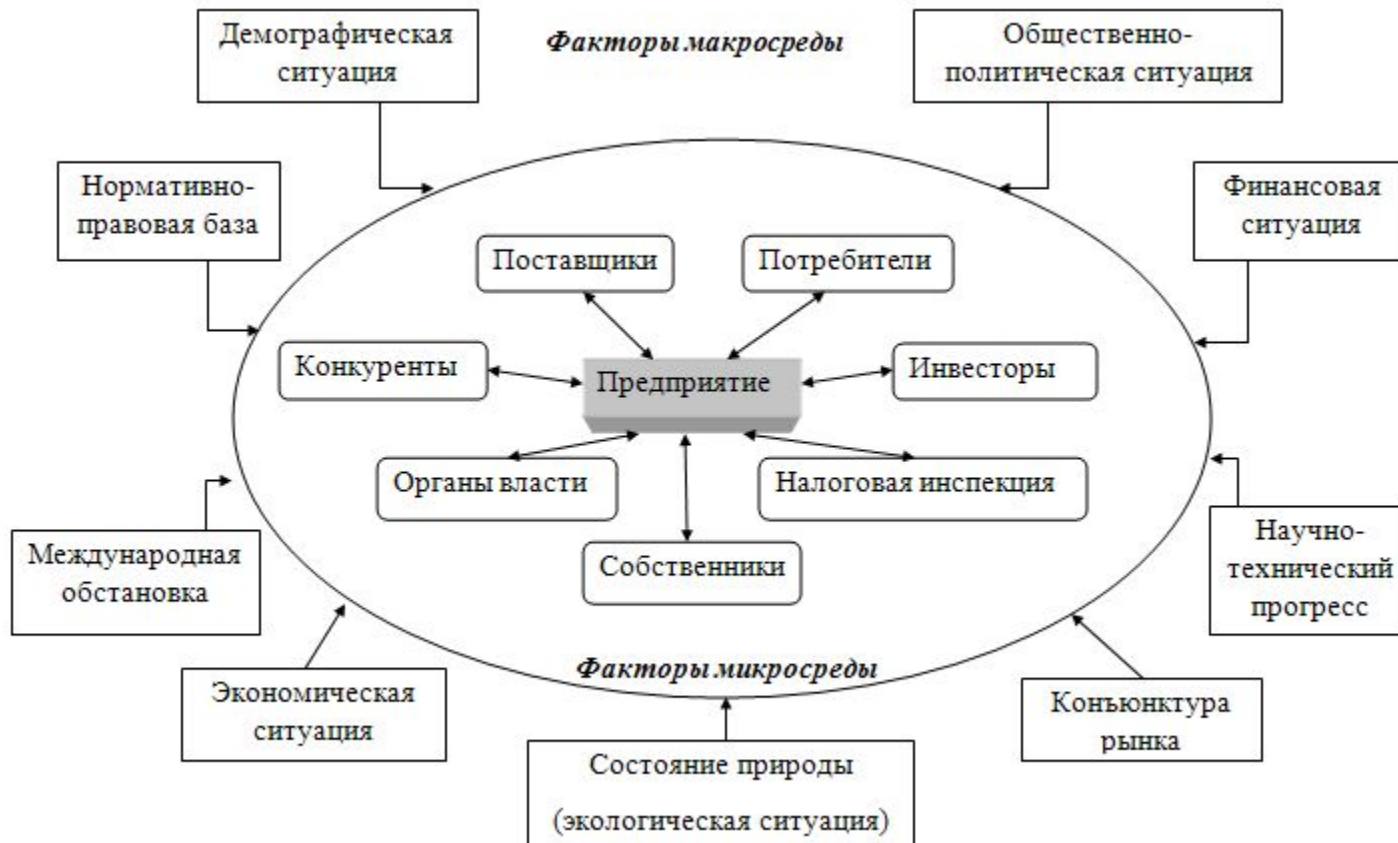 Демографическая
ситуация
Факторы макросреды
Общественно-
политическая ситуация
Нормативно-
правовая база
Финансовая
ситуация
Поставщики
Потребители
Конкуренты
Предприятие
Инвесторы
Органы власти
Налоговая инспекция
Собственники
Международная
обстановка
Научно-
технический
прогресс
Факторы микросреды
Экономическая
ситуация
Конъюнктура
рынка
Состояние природы
(экологическая ситуация)